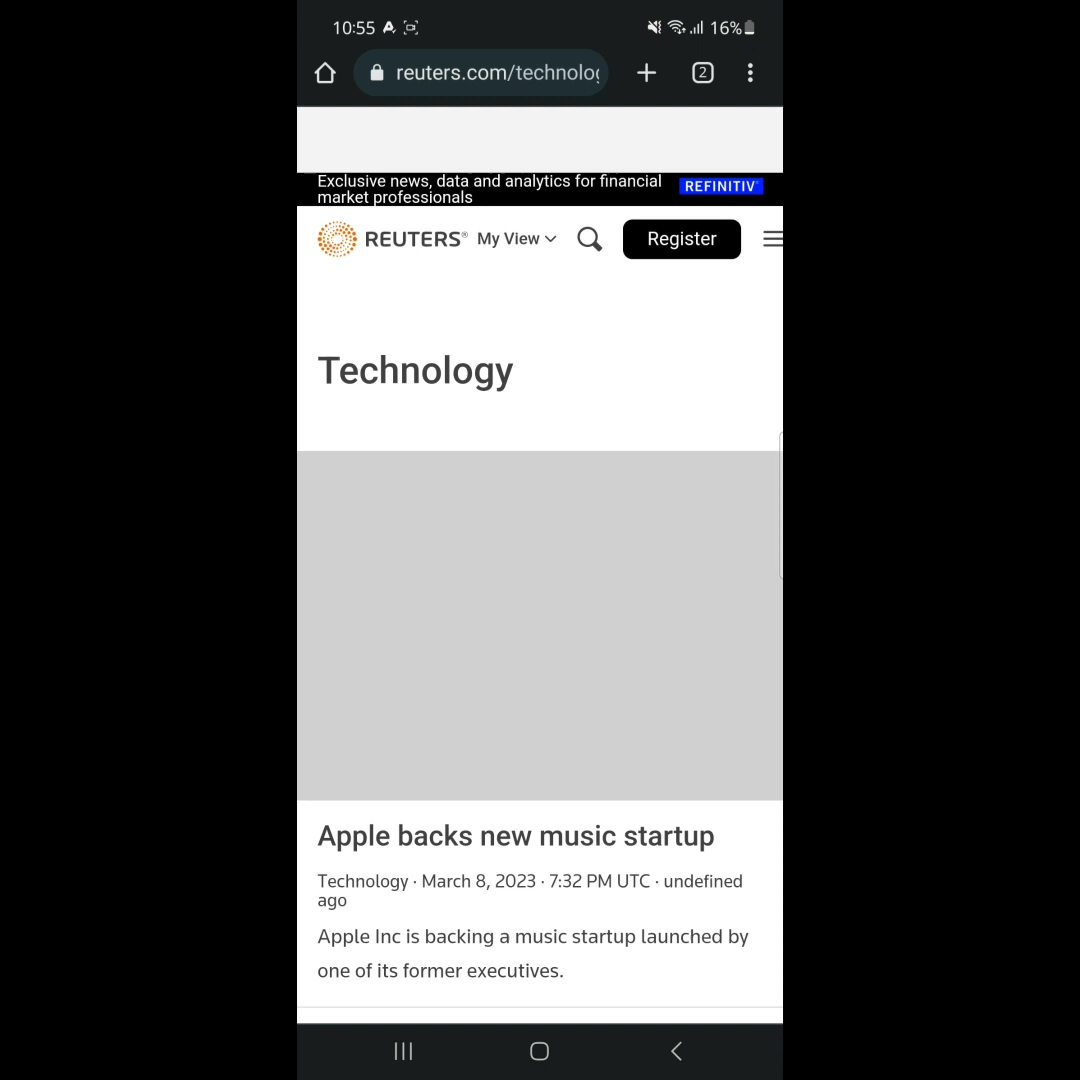 10:55 16%
reuters.com/technolog
2
Exclusive news, data and analytics for financial
market professionals
REFINITIV
REUTERS® My View Register
Technology
Apple backs new music startup
Technology · March 8, 2023 · 7:32 PM UTC · undefined
ago
Apple Inc is backing a music startup launched by
one of its former executives.